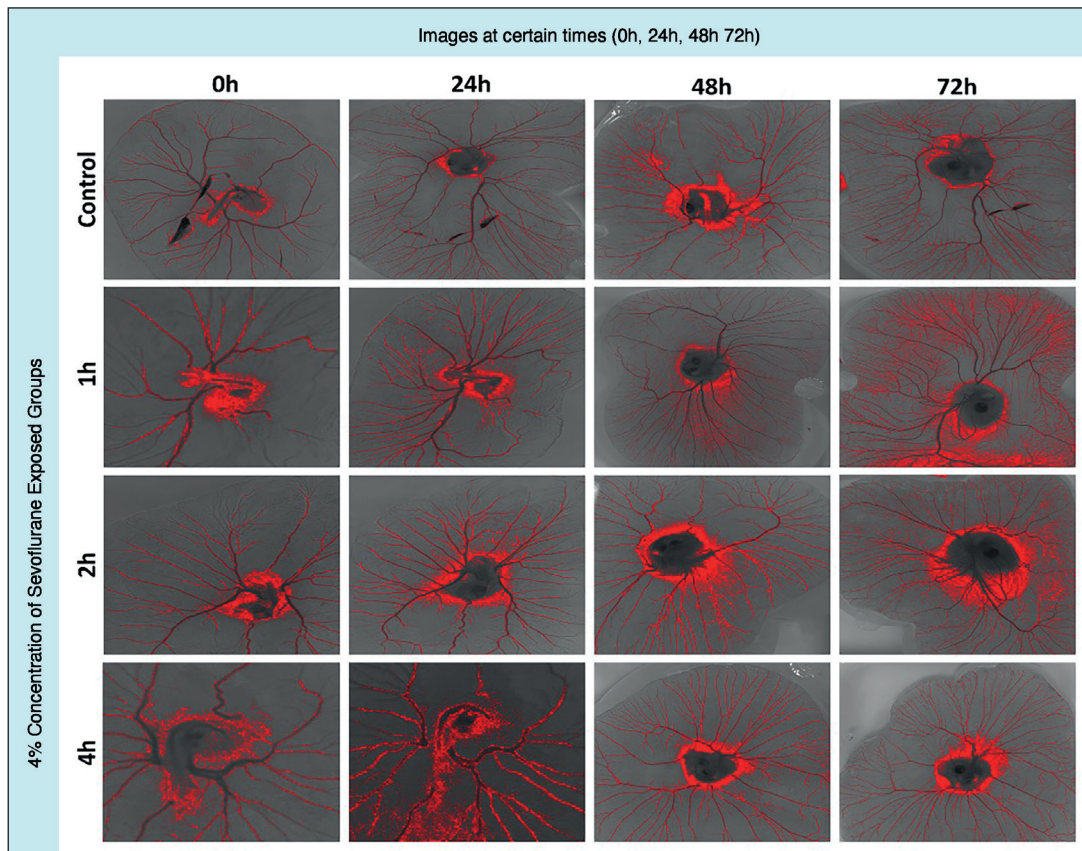 Images at certain times (0h, 24h, 48h 72h)
0h 24h 48h 72h
4% Concentration of Sevoflurane Exposed Groups
Control
1h
2h
4h